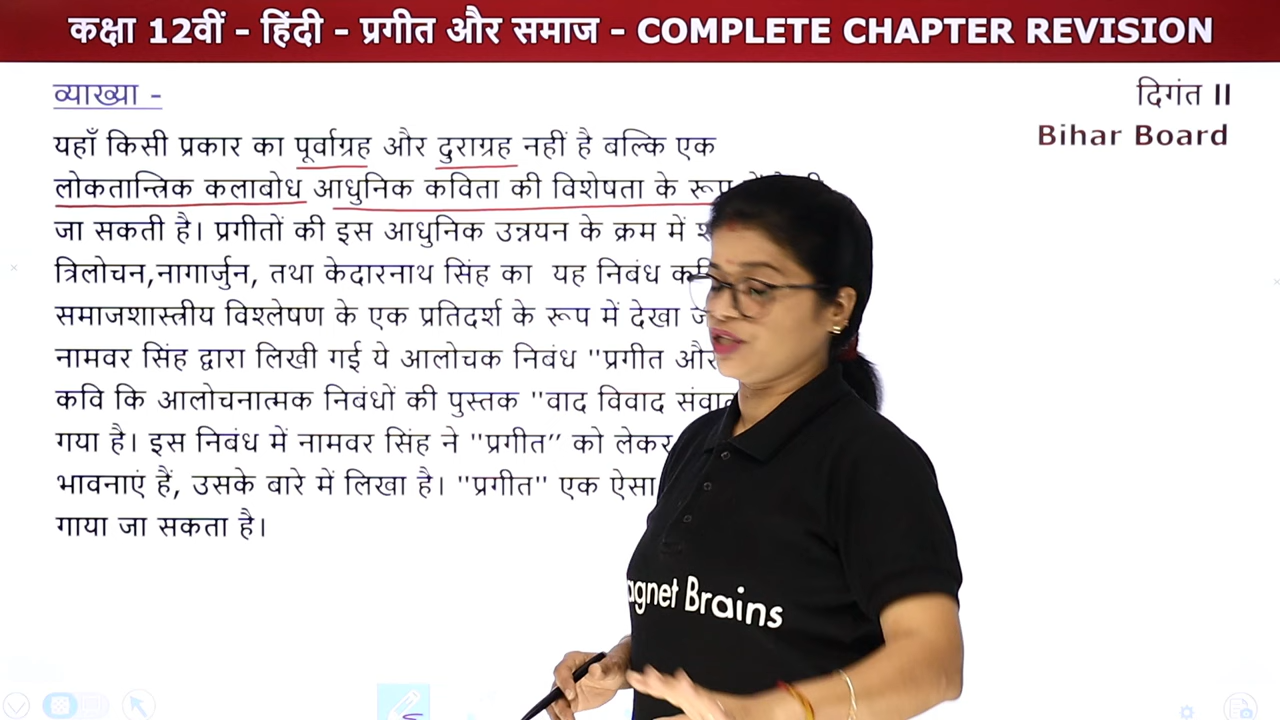 कक्षा 12वीं - हिंदी - प्रगीत और समाज - COMPLETE CHAPTER REVISION
व्याख्या -
दिगंत II
Bihar Board
यहाँ किसी प्रकार का पूर्वाग्रह और दुराग्रह नहीं है बल्कि एक
लोकतान्त्रिक कलाबोध आधुनिक कविता की विशेषता के रूप
जा सकती है। प्रगीतों की इस आधुनिक उन्नयन के क्रम में
त्रिलोचन,नागार्जुन, तथा केदारनाथ सिंह का यह निबंध
समाजशास्त्रीय विश्लेषण के एक प्रतिदर्श के रूप में देखा
नामवर सिंह द्वारा लिखी गई ये आलोचक निबंध "प्रगीत और
कवि कि आलोचनात्मक निबंधों की पुस्तक ''वाद विवाद संवाद
गया है। इस निबंध में नामवर सिंह ने ''प्रगीत'' को लेकर
भावनाएं हैं, उसके बारे में लिखा है। ''प्रगीत'' एक ऐसा
गाया जा सकता है।
agnet Brains